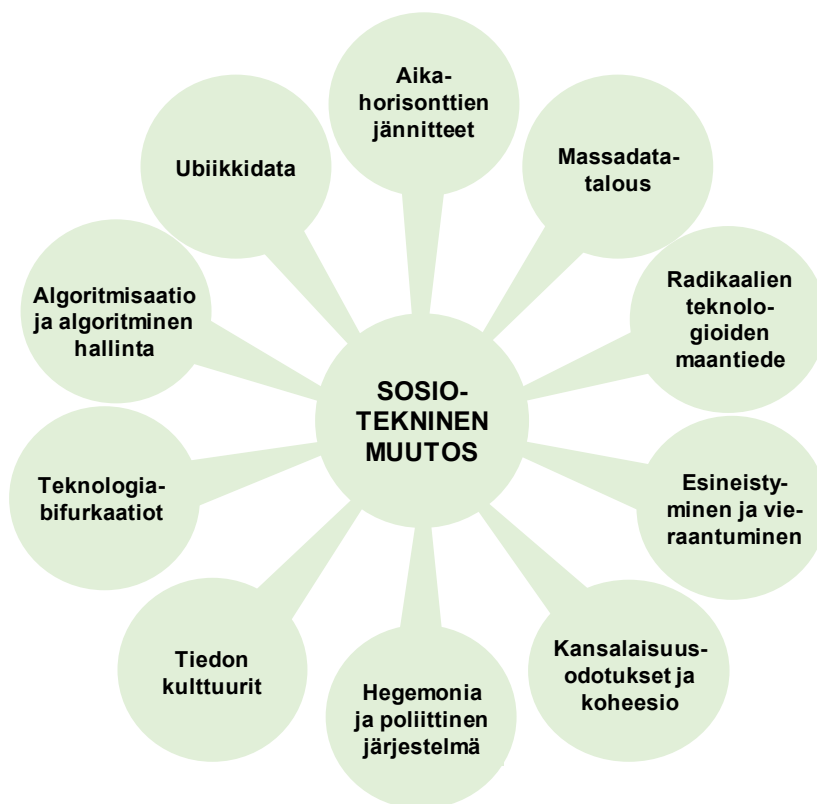 Aika-
horisonttien
jännitteet
Massadata-
talous
Radikaalien
teknolo-
gioiden
maantiede
Esineisty-
minen ja vie-
raantuminen
Kansalaisuus-
odotukset ja
koheesio
Hegemonia
ja poliittinen
järjestelmä
Tiedon
kulttuurit
Teknologia-
bifurkaatiot
Algoritmisaatio
ja algoritminen
hallinta
Ubiikkidata
SOSIO-
TEKNINEN
MUUTOS